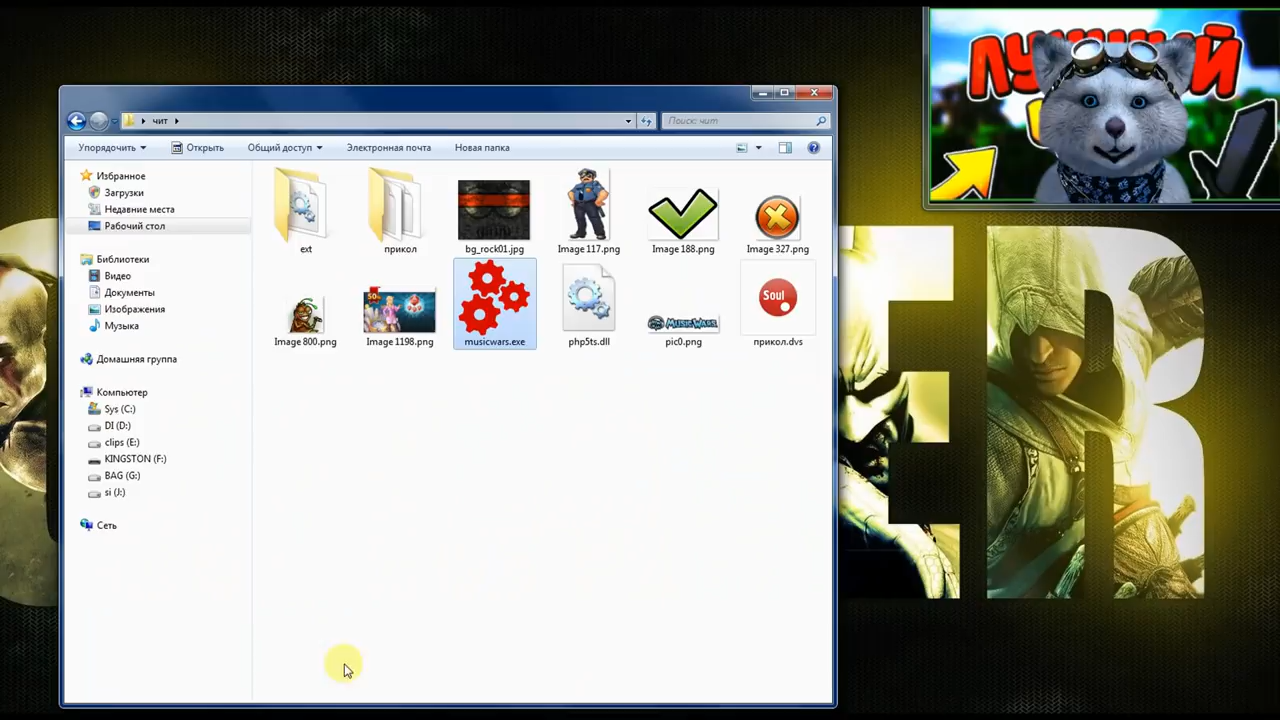 ЛУЧШИЙ
чит
Поиск: чит
Упорядочить
Открыть
Общий доступ
Электронная почта
Новая папка
Избранное
Загрузки
Недавние места
Рабочий стол
Библиотеки
Видео
Документы
Изображения
Музыка
Домашняя группа
Компьютер
Sys (C:)
DI (D:)
clips (E:)
KINGSTON (F:)
BAG (G:)
si (J:)
Сеть
ext
прикол
bg_rock01.jpg
Image 117.png
Image 188.png
Image 327.png
50%
MUSICWARS
Soul
Image 800.png
Image 1198.png
musicwars.exe
php5ts.dll
pic0.png
прикол.dvs
ER